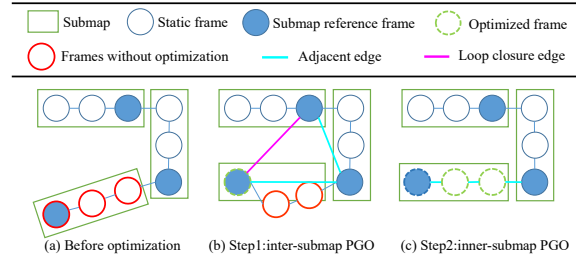 Submap Static frame Submap reference frame Optimized frame
Frames without optimization Adjacent edge Loop closure edge
(a) Before optimization (b) Step1:inter-submap PGO (c) Step2:inner-submap PGO